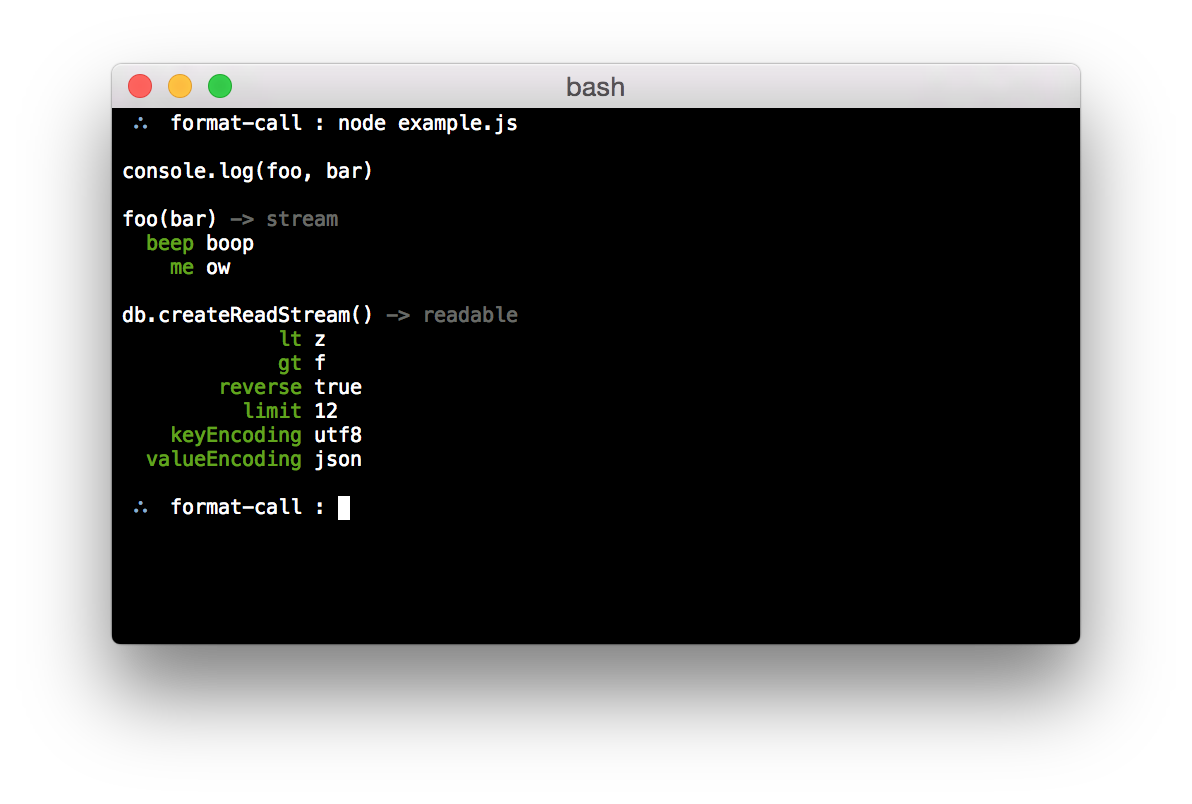 bash
∴ format-call : node example.js
console.log(foo, bar)
foo(bar) -> stream
beep boop
me ow
db.createReadStream() -> readable
lt z
gt f
reverse true
limit 12
keyEncoding utf8
valueEncoding json
∴ format-call :